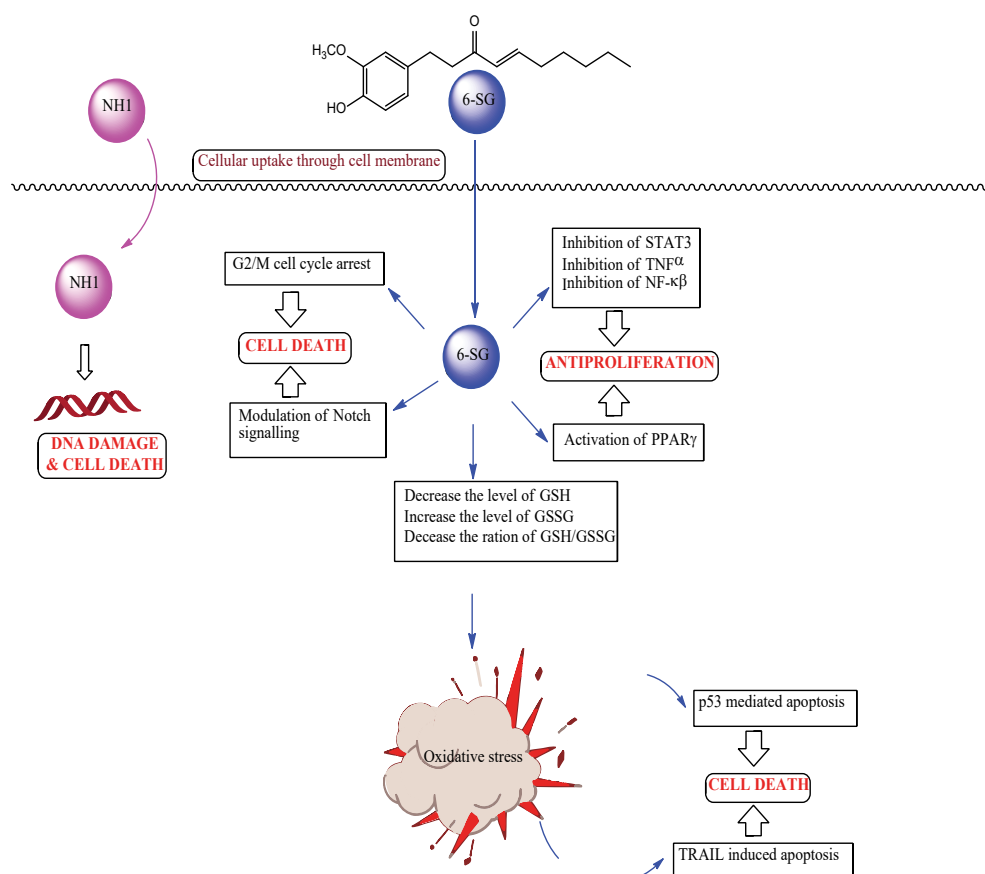 O
H₃CO
HO
NH1
6-SG
Cellular uptake through cell membrane
NH1
DNA DAMAGE
& CELL DEATH
G2/M cell cycle arrest
CELL DEATH
Modulation of Notch
signalling
6-SG
Inhibition of STAT3
Inhibition of TNFα
Inhibition of NF-κβ
ANTIPROLIFERATION
Activation of PPARγ
Decrease the level of GSH
Increase the level of GSSG
Decease the ration of GSH/GSSG
Oxidative stress
p53 mediated apoptosis
CELL DEATH
TRAIL induced apoptosis